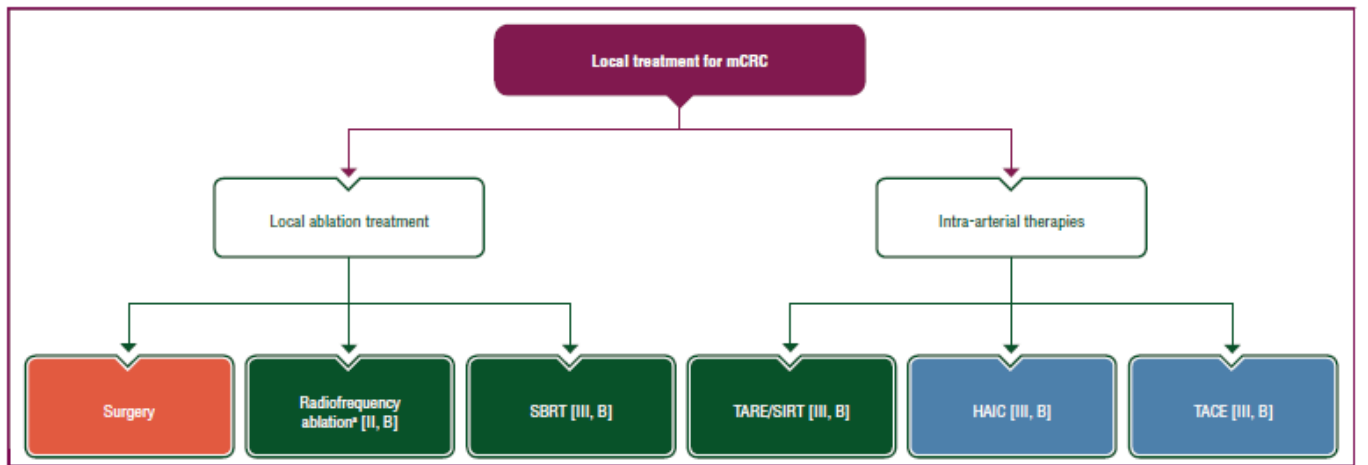 Local treatment for mCRC
Local ablation treatment
Intra-arterial therapies
Surgery
Radiofrequency
ablationᵃ [II, B]
SBRT [III, B]
TARE/SIRT [III, B]
HAIC [III, B]
TACE [III, B]